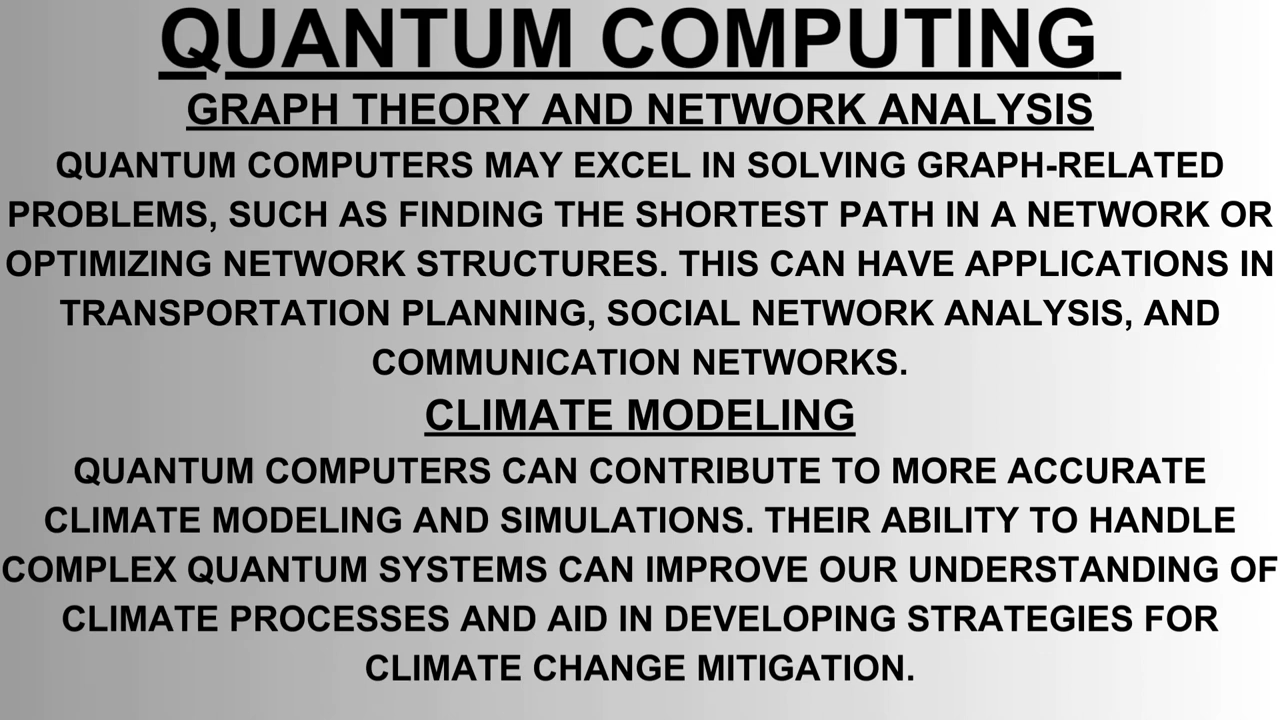 QUANTUM COMPUTING
GRAPH THEORY AND NETWORK ANALYSIS
QUANTUM COMPUTERS MAY EXCEL IN SOLVING GRAPH-RELATED
PROBLEMS, SUCH AS FINDING THE SHORTEST PATH IN A NETWORK OR
OPTIMIZING NETWORK STRUCTURES. THIS CAN HAVE APPLICATIONS IN
TRANSPORTATION PLANNING, SOCIAL NETWORK ANALYSIS, AND
COMMUNICATION NETWORKS.
CLIMATE MODELING
QUANTUM COMPUTERS CAN CONTRIBUTE TO MORE ACCURATE
CLIMATE MODELING AND SIMULATIONS. THEIR ABILITY TO HANDLE
COMPLEX QUANTUM SYSTEMS CAN IMPROVE OUR UNDERSTANDING OF
CLIMATE PROCESSES AND AID IN DEVELOPING STRATEGIES FOR
CLIMATE CHANGE MITIGATION.